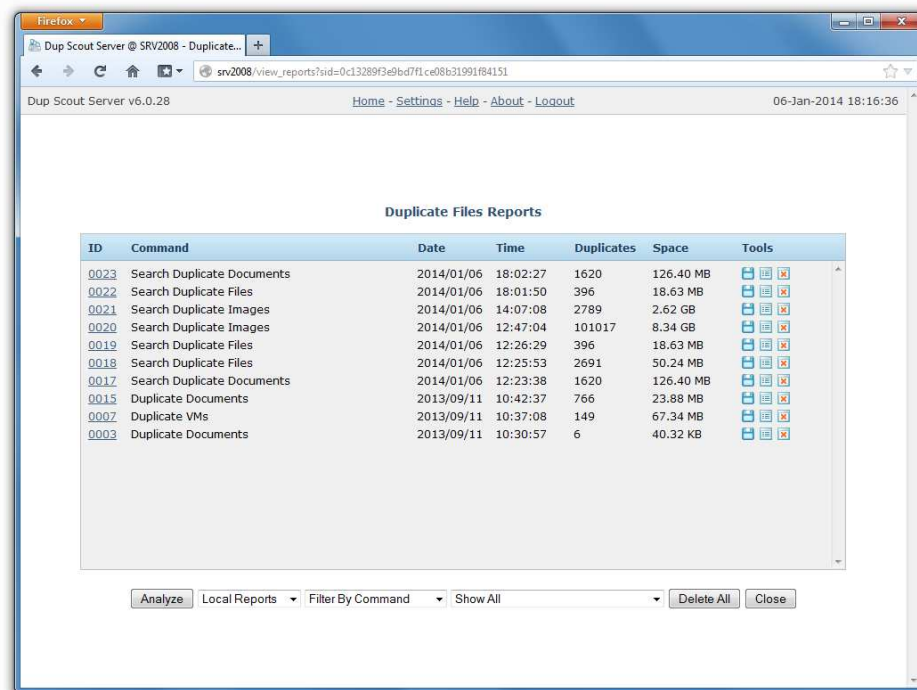 Firefox
Dup Scout Server @ SRV2008 - Duplicate...
srv2008/view_reports?sid=0c13289f3e9bd7f1ce08b31991f84151
Dup Scout Server v6.0.28 Home - Settings - Help - About - Logout 06-Jan-2014 18:16:36
Duplicate Files Reports
ID Command Date Time Duplicates Space Tools
0023 Search Duplicate Documents 2014/01/06 18:02:27 1620 126.40 MB
0022 Search Duplicate Files 2014/01/06 18:01:50 396 18.63 MB
0021 Search Duplicate Images 2014/01/06 14:07:08 2789 2.62 GB
0020 Search Duplicate Images 2014/01/06 12:47:04 101017 8.34 GB
0019 Search Duplicate Files 2014/01/06 12:26:29 396 18.63 MB
0018 Search Duplicate Files 2014/01/06 12:25:53 2691 50.24 MB
0017 Search Duplicate Documents 2014/01/06 12:23:38 1620 126.40 MB
0015 Duplicate Documents 2013/09/11 10:42:37 766 23.88 MB
0007 Duplicate VMs 2013/09/11 10:37:08 149 67.34 MB
0003 Duplicate Documents 2013/09/11 10:30:57 6 40.32 KB
Analyze Local Reports Filter By Command Show All Delete All Close